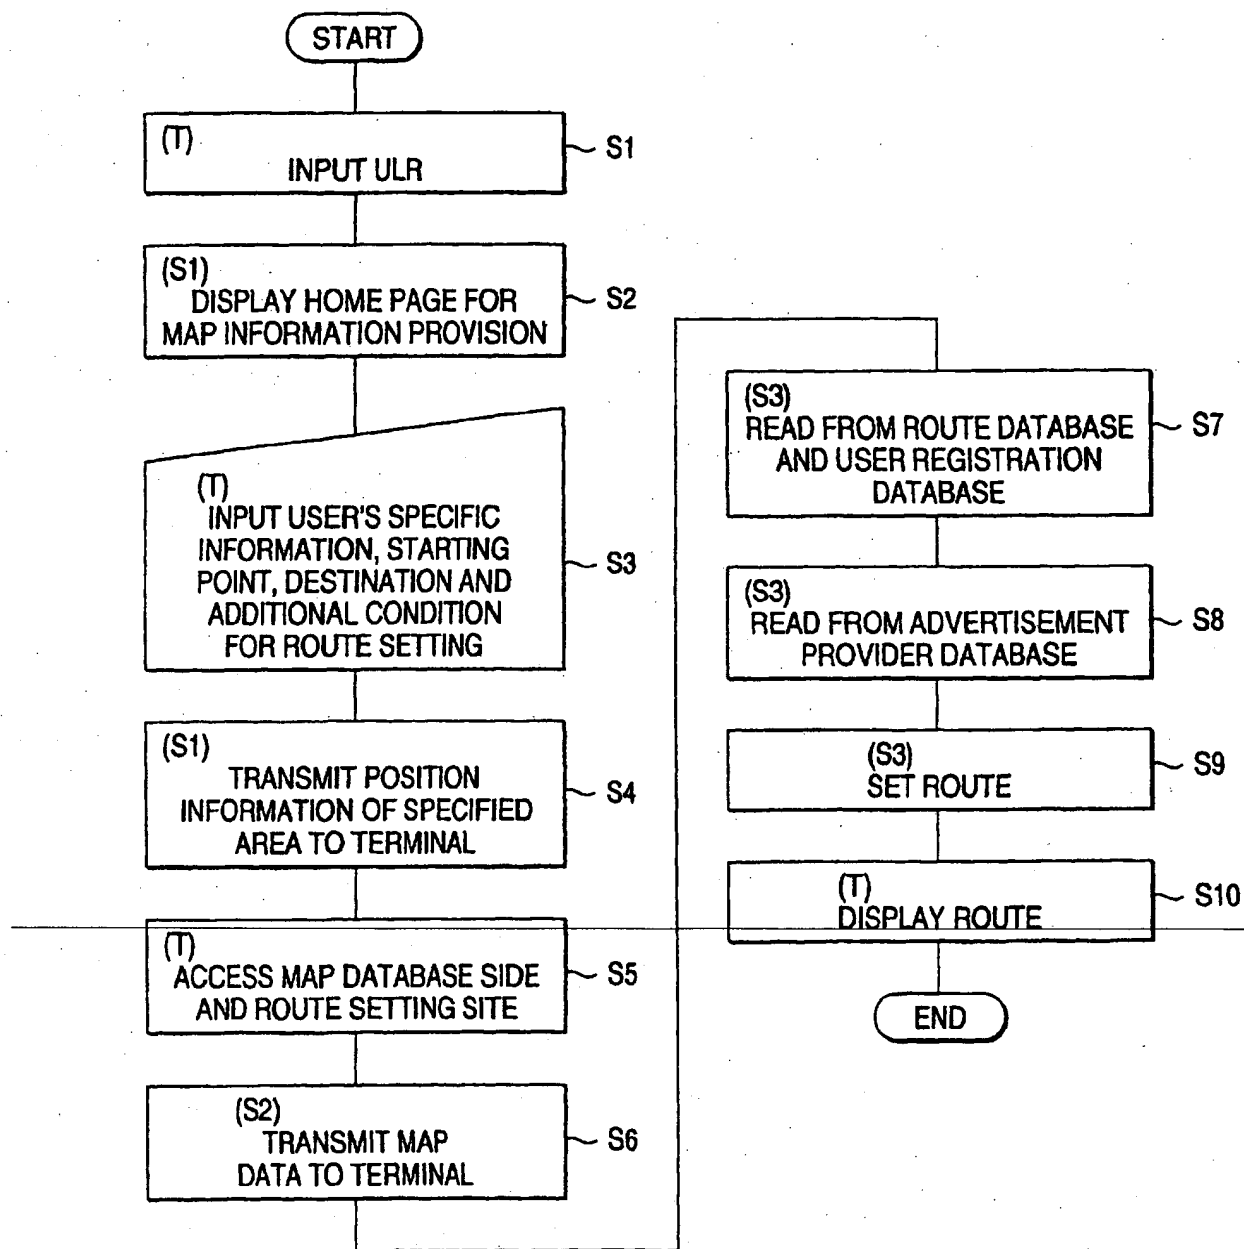 START
(T)
INPUT ULR
S1
(S1)
DISPLAY HOME PAGE FOR
MAP INFORMATION PROVISION
S2
(T)
INPUT USER'S SPECIFIC
INFORMATION, STARTING
POINT, DESTINATION AND
ADDITIONAL CONDITION
FOR ROUTE SETTING
S3
(S1)
TRANSMIT POSITION
INFORMATION OF SPECIFIED
AREA TO TERMINAL
S4
(T)
ACCESS MAP DATABASE SIDE
AND ROUTE SETTING SITE
S5
(S2)
TRANSMIT MAP
DATA TO TERMINAL
S6
(S3)
READ FROM ROUTE DATABASE
AND USER REGISTRATION
DATABASE
S7
(S3)
READ FROM ADVERTISEMENT
PROVIDER DATABASE
S8
(S3)
SET ROUTE
S9
(T)
DISPLAY ROUTE
S10
END